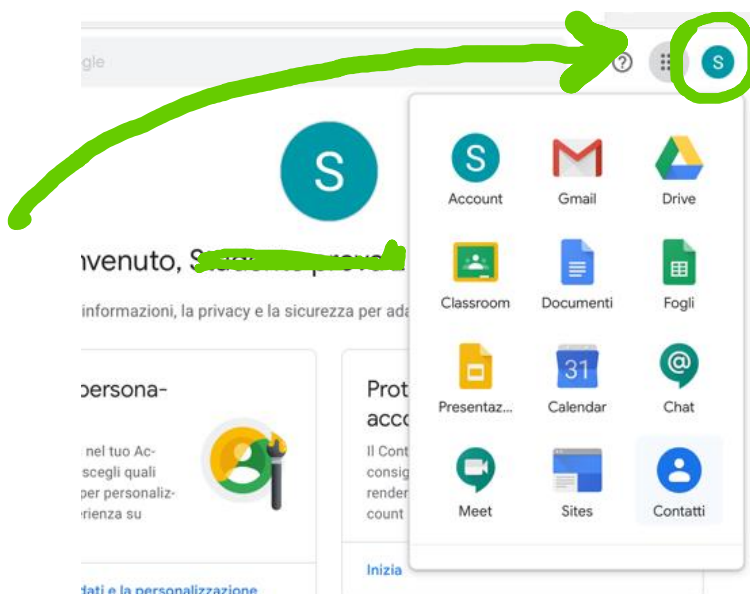 gle
?
S
S
S
Account
Gmail
Drive
nvenuto,
informazioni, la privacy e la sicurezza per ada
Classroom
Documenti
Fogli
31
@
Presentaz...
Calendar
Chat
persona-
nel tuo Ac-
scegli quali
per personaliz-
rienza su
dati e la personalizzazione
Prot
acco
Il Cont
consig
render
count
Inizia
Meet
Sites
Contatti